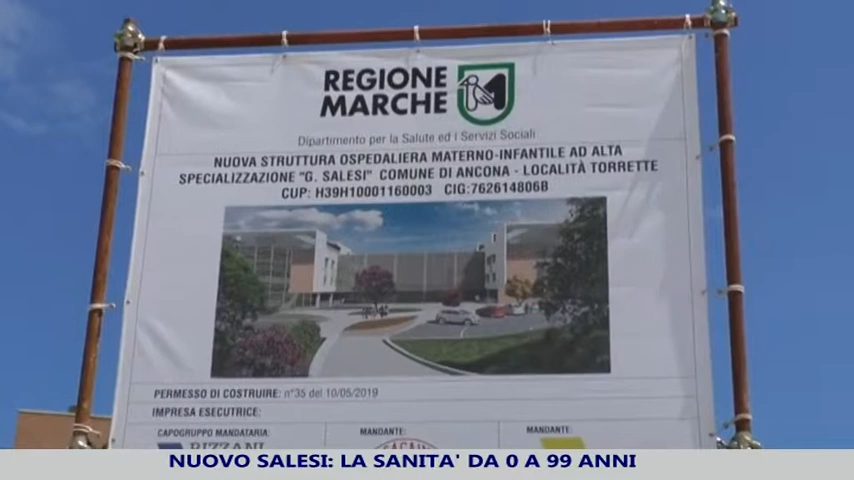 REGIONE
MARCHE
Dipartimento per la Salute ed i Servizi Sociali
NUOVA STRUTTURA OSPEDALIERA MATERNO-INFANTILE AD ALTA
SPECIALIZZAZIONE "G. SALESI" COMUNE DI ANCONA - LOCALITÀ TORRETTE
CUP: H39H10001160003 CIG:762614806B
PERMESSO DI COSTRUIRE: n°35 del 10/05/2019
IMPRESA ESECUTRICE:
CAPOGRUPPO MANDATARIA: MANDANTE: MANDANTE:
RIZZANI
NUOVO SALESI: LA SANITA' DA 0 A 99 ANNI